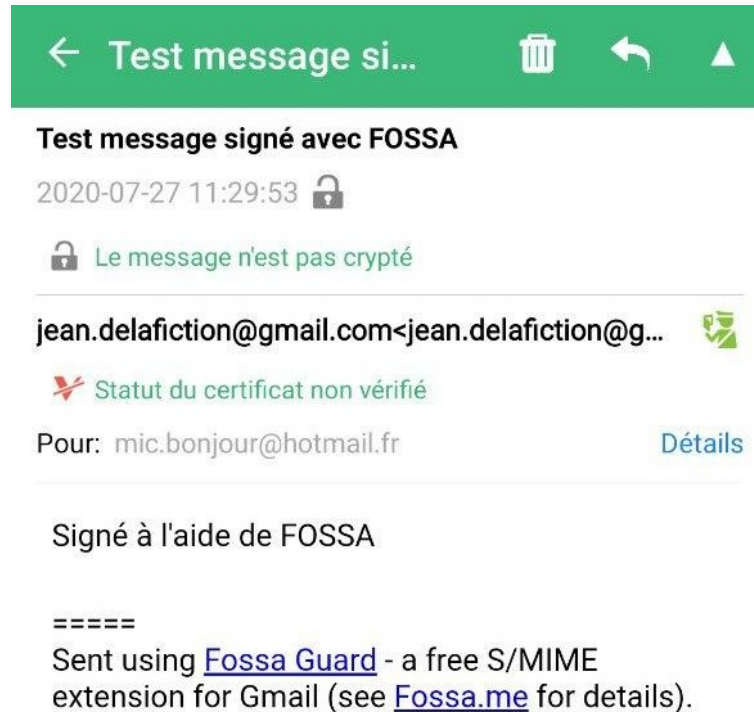 Test message si...
Test message signé avec FOSSA
2020-07-27 11:29:53
Le message n'est pas crypté
jean.delafiction@gmail.com<jean.delafiction@g...
Statut du certificat non vérifié
Pour: mic.bonjour@hotmail.fr Détails
Signé à l'aide de FOSSA
=====
Sent using Fossa Guard - a free S/MIME
extension for Gmail (see Fossa.me for details).